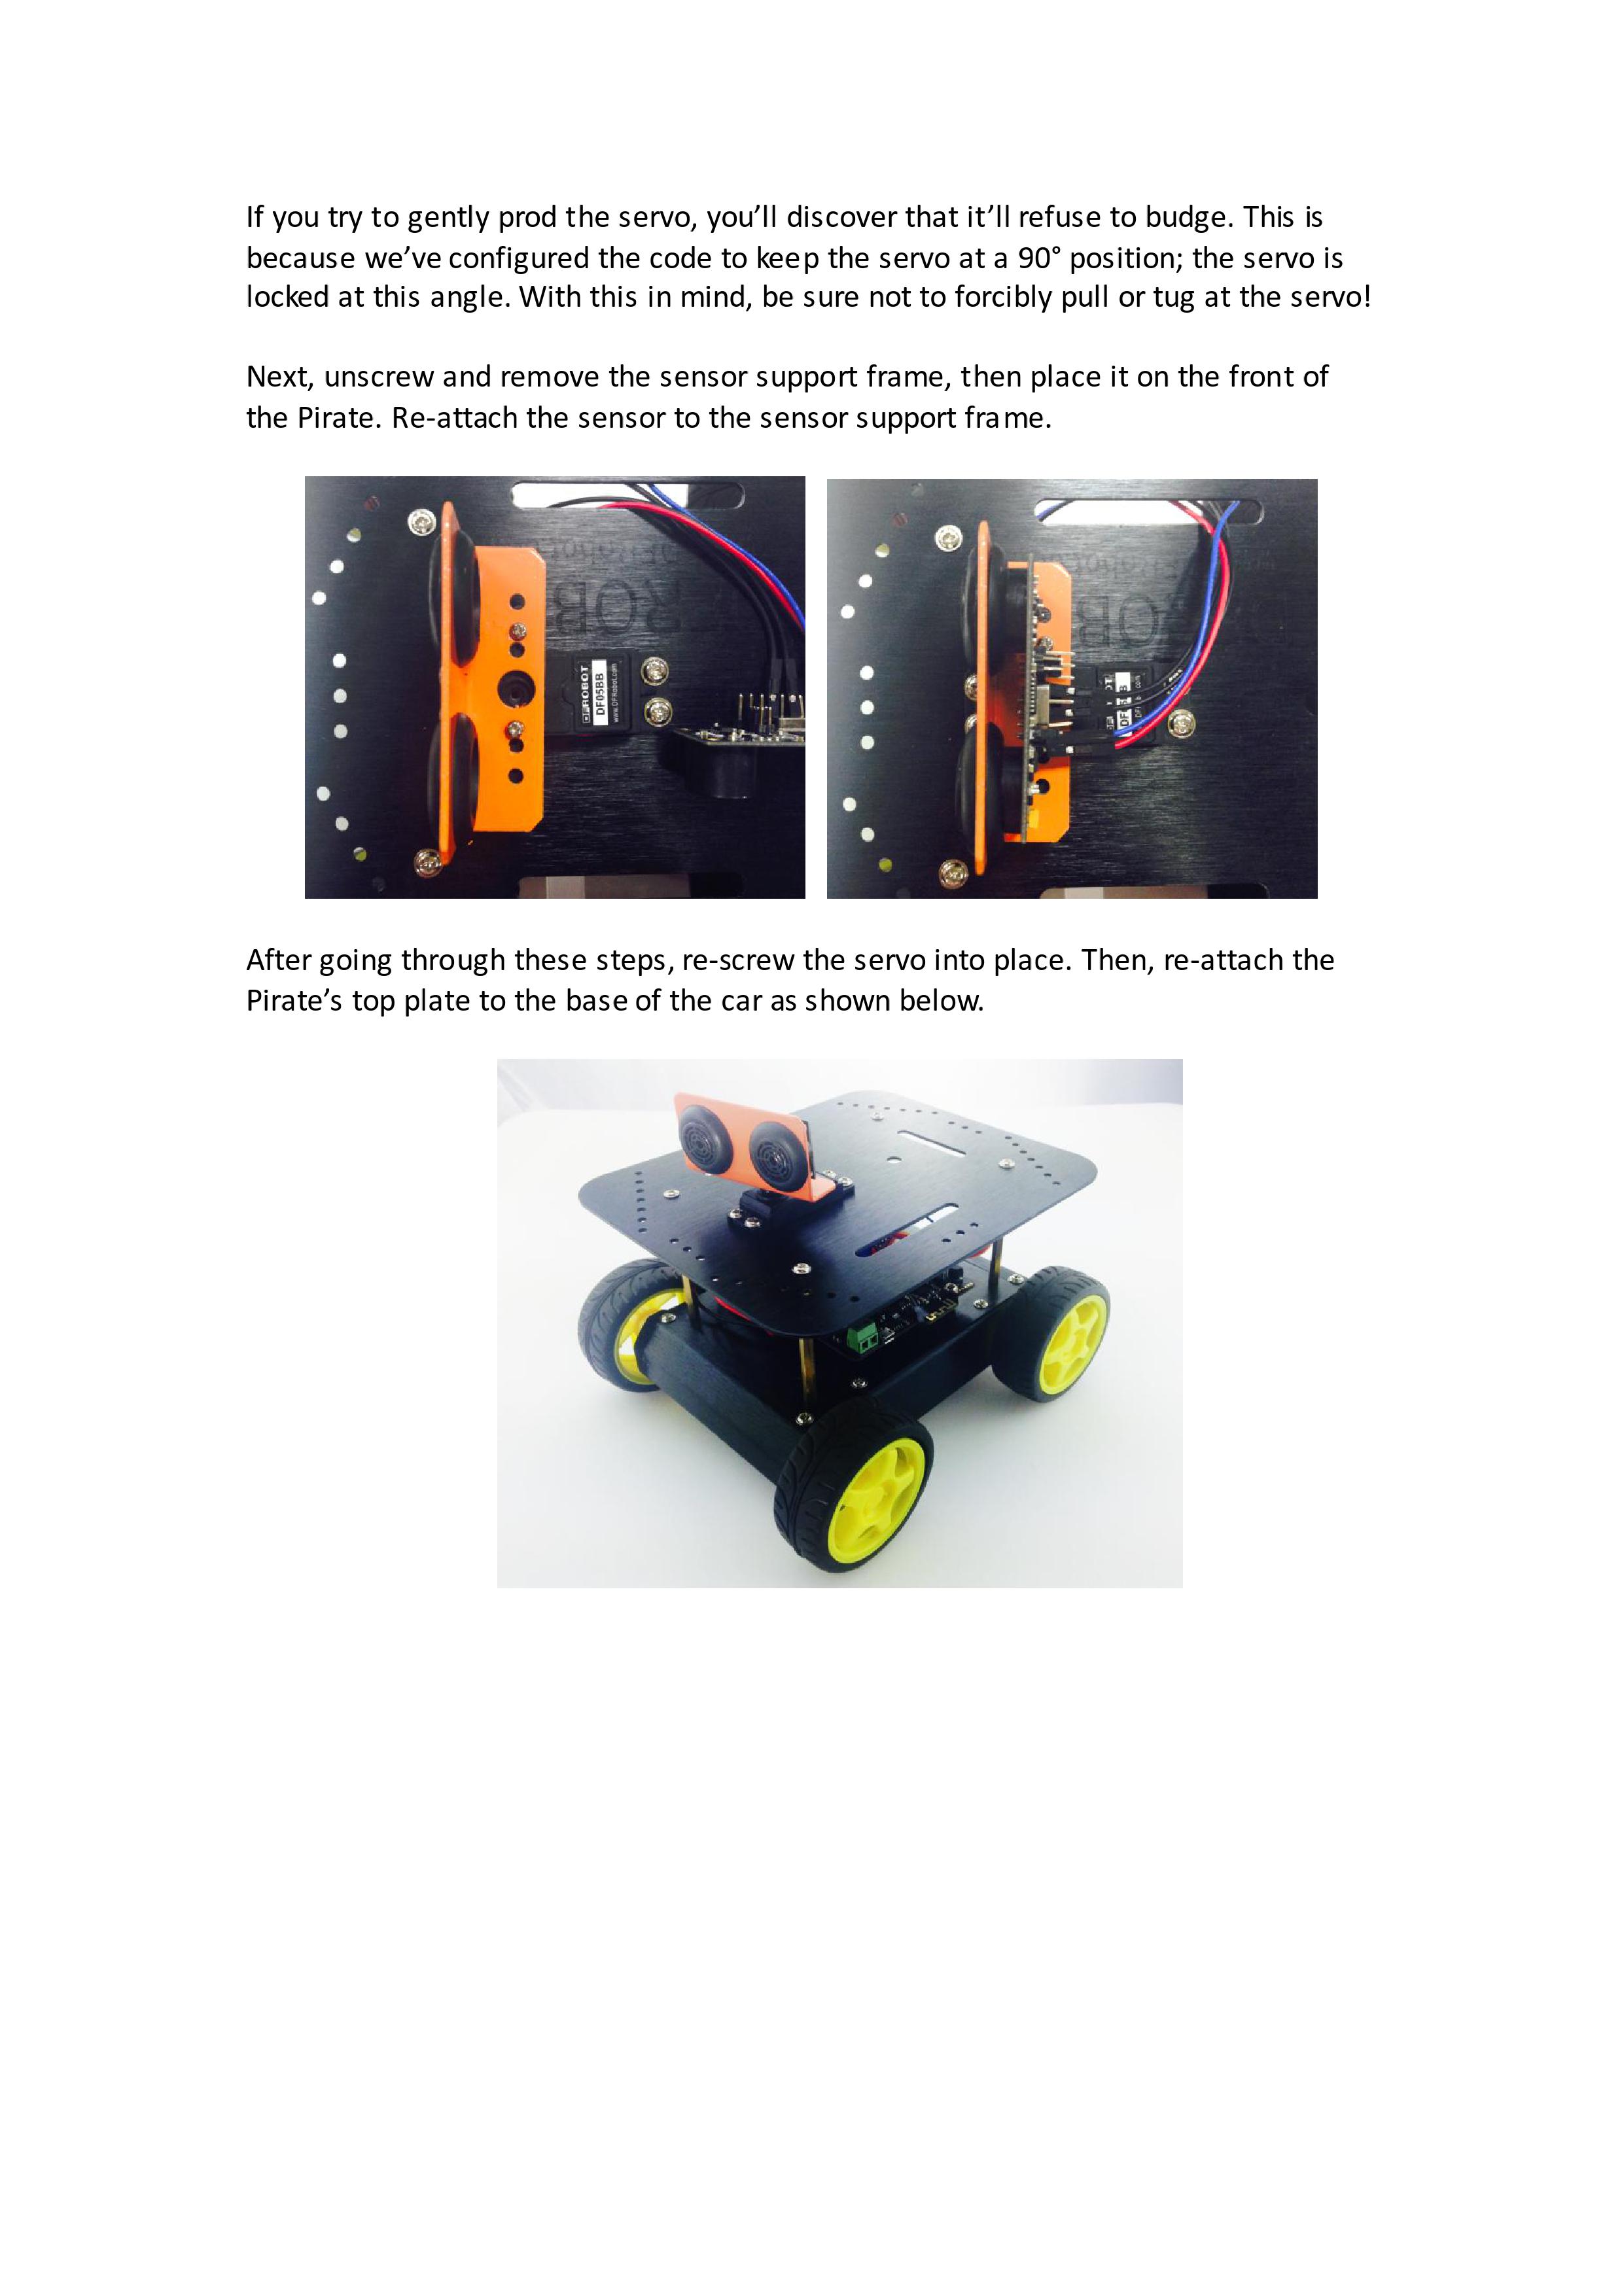 If you try to gently prod the servo, you’ll discover that it’ll refuse to budge. This is
because we’ve configured the code to keep the servo at a 90° position; the servo is
locked at this angle. With this in mind, be sure not to forcibly pull or tug at the servo!
Next, unscrew and remove the sensor support frame, then place it on the front of
the Pirate. Re-attach the sensor to the sensor support frame.
DFROBOT
DF05BB
After going through these steps, re-screw the servo into place. Then, re-attach the
Pirate’s top plate to the base of the car as shown below.